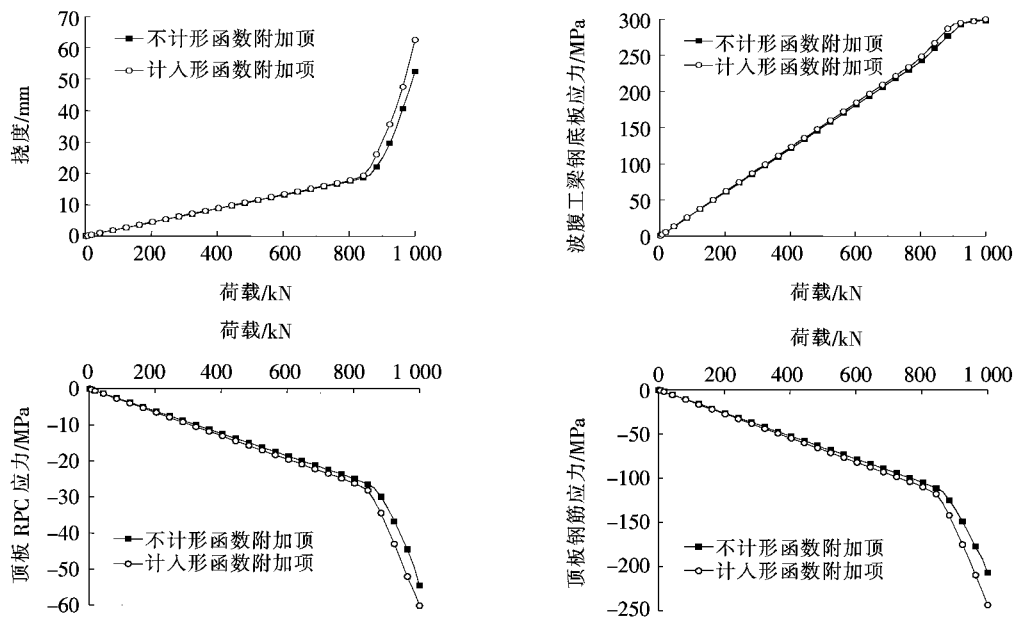 70
60
50
40
30
20
10
0
挠度/mm
不计形函数附加顶
计入形函数附加项
0 200 400 600 800 1 000
荷载/kN
300
250
200
150
100
50
0
波腹工梁钢底板应力/MPa
不计形函数附加顶
计入形函数附加项
0 200 400 600 800 1 000
荷载/kN
荷载/kN
0 200 400 600 800 1 000
0
-10
-20
-30
-40
-50
-60
顶板 RPC 应力/MPa
不计形函数附加顶
计入形函数附加项
荷载/kN
0 200 400 600 800 1 000
0
-50
-100
-150
-200
-250
顶板钢筋应力/MPa
不计形函数附加顶
计入形函数附加项